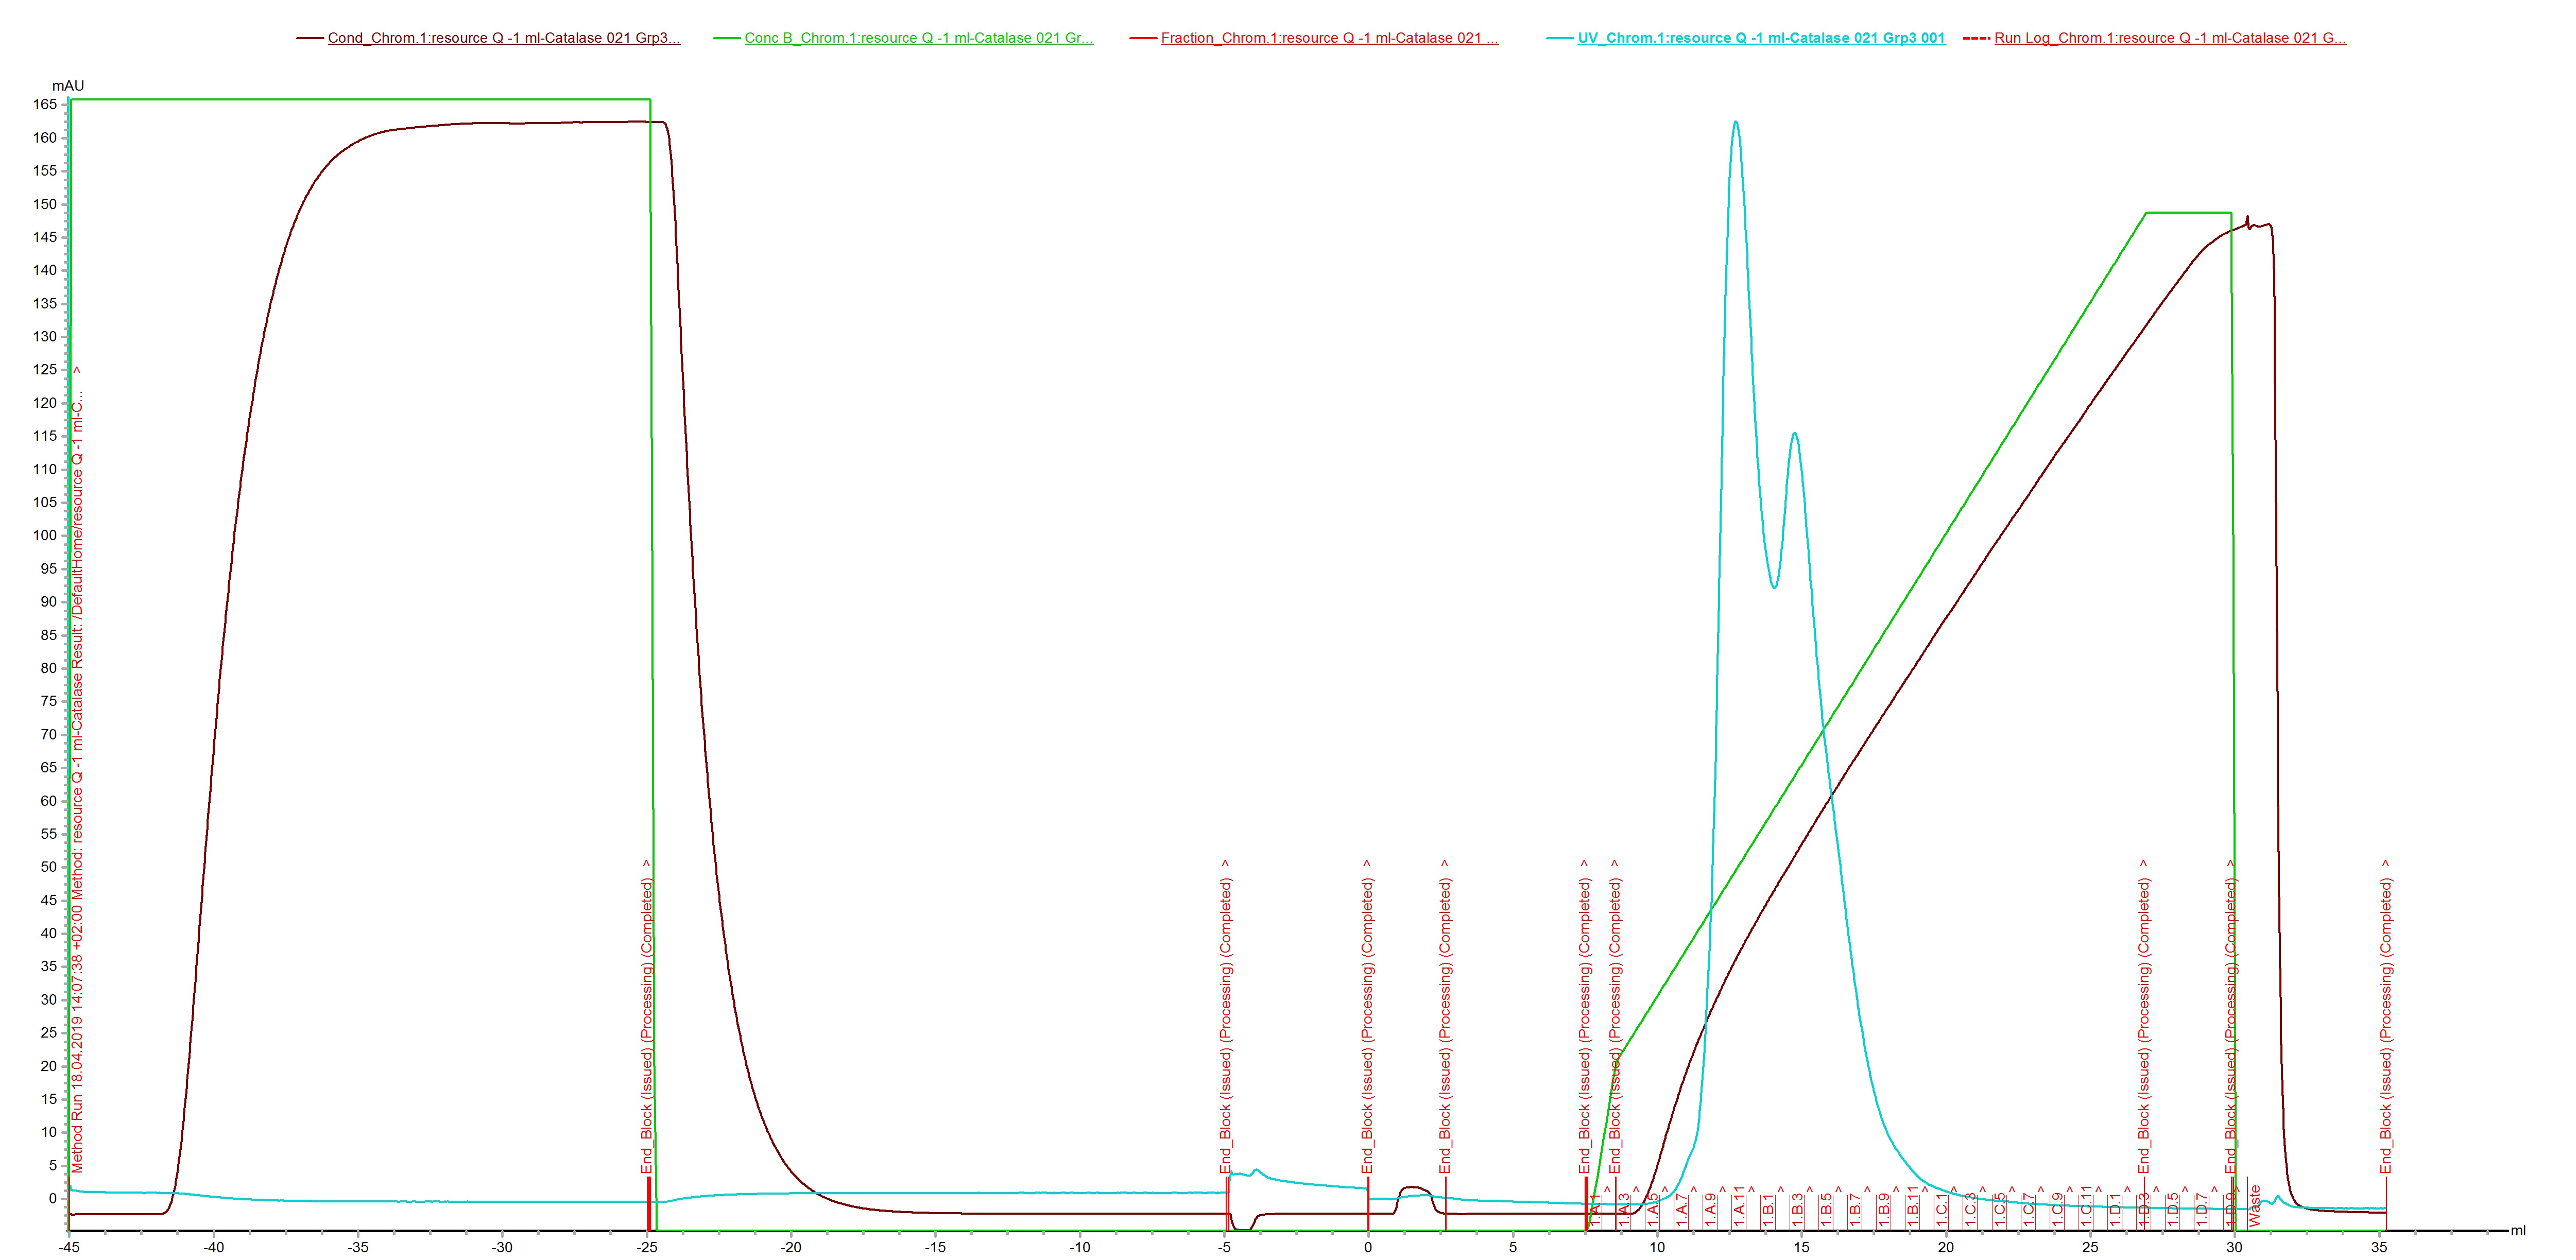 Cond_Chrom.1:resource Q -1 ml-Catalase 021 Grp3...
Conc B_Chrom.1:resource Q -1 ml-Catalase 021 Gr...
Fraction_Chrom.1:resource Q -1 ml-Catalase 021 ...
UV_Chrom.1:resource Q -1 ml-Catalase 021 Grp3 001
Run Log_Chrom.1:resource Q -1 ml-Catalase 021 G...
mAU
165
160
155
150
145
140
135
130
125
120
115
110
105
100
95
90
85
80
75
70
65
60
55
50
45
40
35
30
25
20
15
10
5
0
Method Run 18.04.2019 14:07:38 +02:00 Method: resource Q -1 ml-Catalase Result: /DefaultHome/resource Q -1 ml-C... >
End_Block (Issued) (Processing) (Completed) >
End_Block (Issued) (Processing) (Completed) >
End_Block (Issued) (Processing) (Completed) >
End_Block (Issued) (Processing) (Completed) >
End_Block (Issued) (Processing) (Completed) >
End_Block (Issued) (Processing) (Completed) >
End_Block (Issued) (Processing) (Completed) >
End_Block (Issued) (Processing) (Completed) >
End_Block (Issued) (Processing) (Completed) >
1.A.1
1.A.3
1.A.5
1.A.7
1.A.9
1.A.11
1.B.1
1.B.3
1.B.5
1.B.7
1.B.9
1.B.11
1.C.1
1.C.3
1.C.5
1.C.7
1.C.9
1.C.11
1.D.1
1.D.3
1.D.5
1.D.7
1.D.9
Waste
-45
-40
-35
-30
-25
-20
-15
-10
-5
0
5
10
15
20
25
30
35
ml